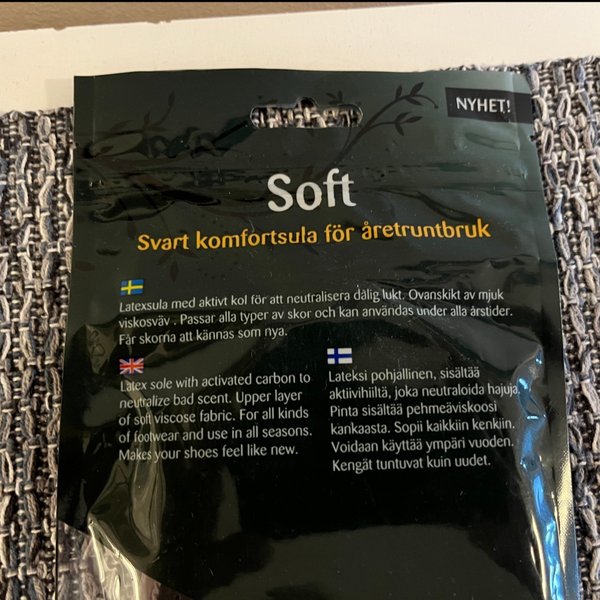 NYHET!
Soft
Svart komfortsula för åretruntbruk
Latexsula med aktivt kol för att neutralisera dålig lukt. Ovanskikt av mjuk
viskosväv . Passar alla typer av skor och kan användas under alla årstider.
Får skorna att kännas som nya.
Latex sole with activated carbon to
neutralize bad scent. Upper layer
of soft viscose fabric. For all kinds
of footwear and use in all seasons.
Makes your shoes feel like new.
Lateksi pohjallinen, sisältää
aktiivihiiltä, joka neutraloida hajuja.
Pinta sisältää pehmeäviskoosi
kankaasta. Sopii kaikkiin kenkiin.
Voidaan käyttää ympäri vuoden.
Kengät tuntuvat kuin uudet.